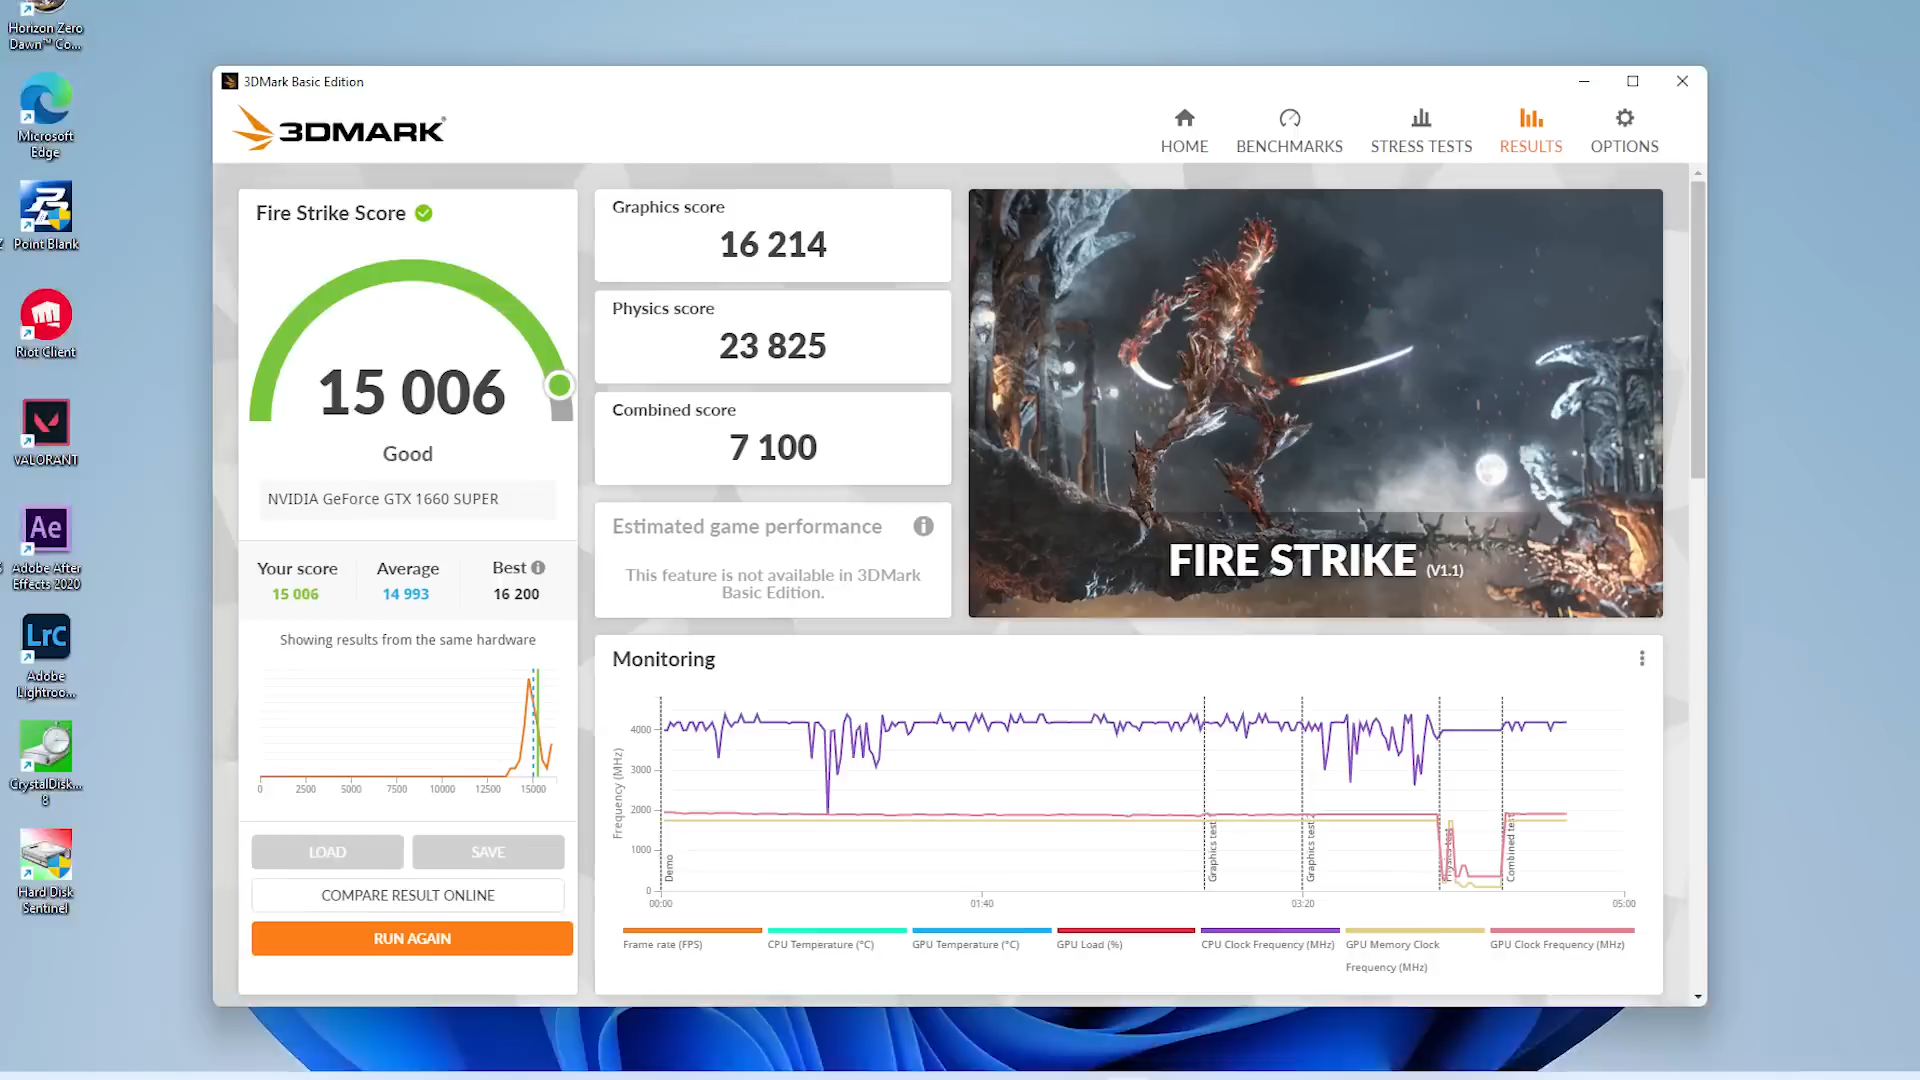 Horizon Zero
Dawn™ Co...
Microsoft
Edge
Point Blank
Riot Client
VALORANT
Ae
Adobe After
Effects 2020
LrC
Adobe
Lightroo...
CrystalDisk...
8
Hard Disk
Sentinel
3DMark Basic Edition
3DMARK®
HOME
BENCHMARKS
STRESS TESTS
RESULTS
OPTIONS
Fire Strike Score
15 006
Good
NVIDIA GeForce GTX 1660 SUPER
Your score
15 006
Average
14 993
Best
16 200
Showing results from the same hardware
0 2500 5000 7500 10000 12500 15000
LOAD
SAVE
COMPARE RESULT ONLINE
RUN AGAIN
Graphics score
16 214
Physics score
23 825
Combined score
7 100
Estimated game performance
This feature is not available in 3DMark
Basic Edition.
FIRE STRIKE (V1.1)
Monitoring
Frequency (MHz)
4000
3000
2000
1000
0
Demo
Graphics test
Graphics test
Physics test
Combined test
00:00 01:40 03:20 05:00
Frame rate (FPS)
CPU Temperature (°C)
GPU Temperature (°C)
GPU Load (%)
CPU Clock Frequency (MHz)
GPU Memory Clock
Frequency (MHz)
GPU Clock Frequency (MHz)